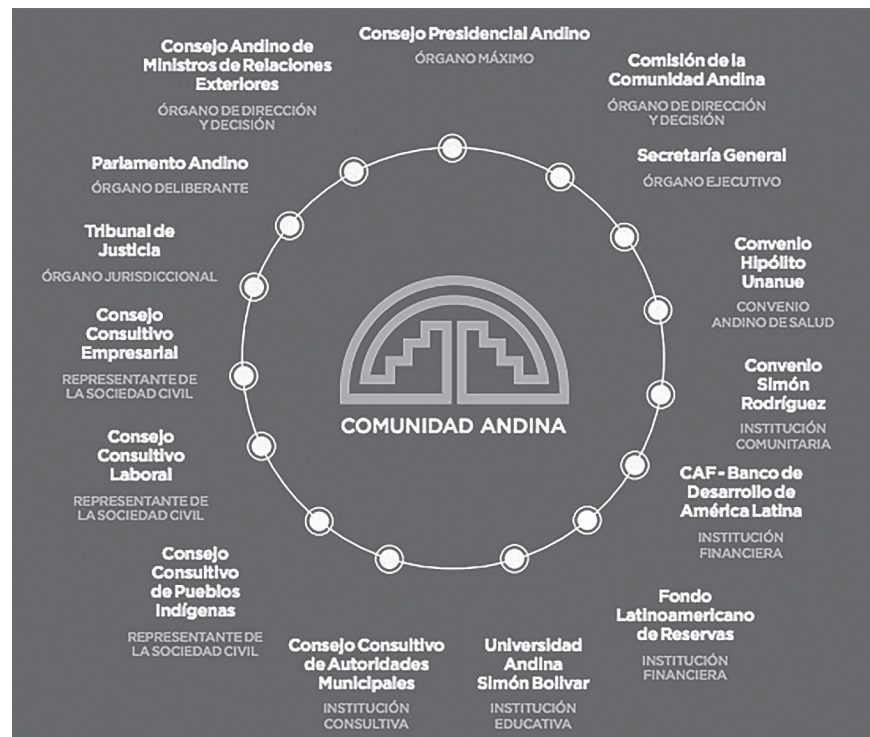 Consejo Presidencial Andino
ÓRGANO MÁXIMO
Comisión de la
Comunidad Andina
ÓRGANO DE DIRECCIÓN
Y DECISIÓN
Secretaría General
ÓRGANO EJECUTIVO
Convenio
Hipólito
Unanue
CONVENIO
ANDINO DE SALUD
Convenio
Simón
Rodríguez
INSTITUCIÓN
COMUNITARIA
CAF - Banco de
Desarrollo de
América Latina
INSTITUCIÓN
FINANCIERA
Fondo
Latinoamericano
de Reservas
INSTITUCIÓN
FINANCIERA
Universidad
Andina
Simón Bolivar
INSTITUCIÓN
EDUCATIVA
Consejo Consultivo
de Autoridades
Municipales
INSTITUCIÓN
CONSULTIVA
Consejo
Consultivo
de Pueblos
Indígenas
REPRESENTANTE DE
LA SOCIEDAD CIVIL
Consejo
Consultivo
Laboral
REPRESENTANTE DE
LA SOCIEDAD CIVIL
Consejo
Consultivo
Empresarial
REPRESENTANTE DE
LA SOCIEDAD CIVIL
Tribunal de
Justicia
ÓRGANO JURISDICCIONAL
Parlamento Andino
ÓRGANO DELIBERANTE
Consejo Andino de
Ministros de Relaciones
Exteriores
ÓRGANO DE DIRECCIÓN
Y DECISIÓN
COMUNIDAD ANDINA